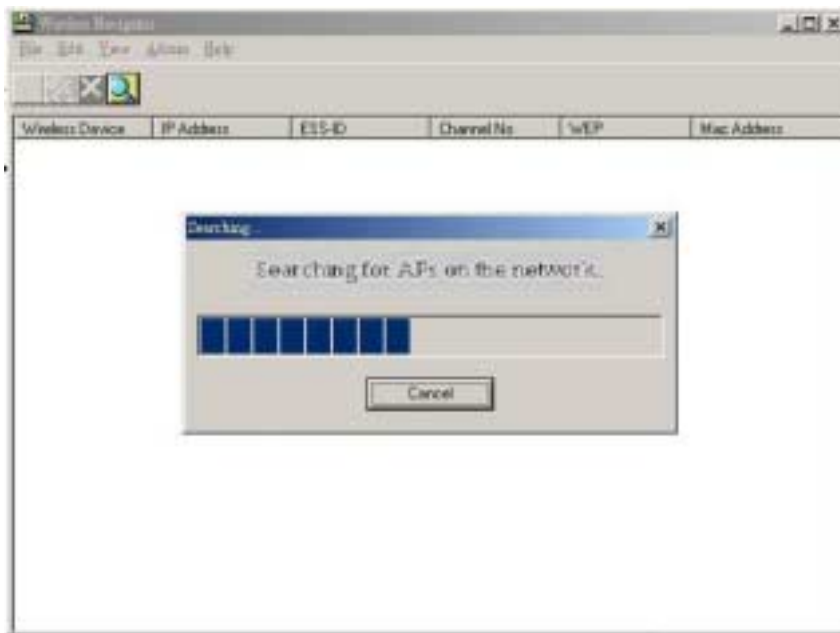 Wireless Navigator
File Edit View Actions Help
Wireless Device IP Address ESS-ID Channel No WEP Mac Address
Searching...
Searching for APs on the network.
Cancel